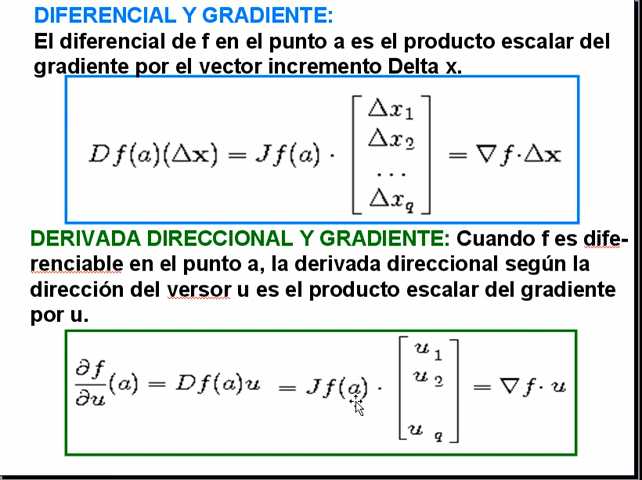 DIFERENCIAL Y GRADIENTE:
El diferencial de f en el punto a es el producto escalar del
gradiente por el vector incremento Delta x.
Df(a)(Δx) = Jf(a) · [Δx₁ Δx₂ ... Δx_q] = ∇f·Δx
DERIVADA DIRECCIONAL Y GRADIENTE: Cuando f es dife-
renciable en el punto a, la derivada direccional según la
dirección del versor u es el producto escalar del gradiente
por u.
∂f/∂u (a) = Df(a)u = Jf(a) · [u₁ u₂ u_q] = ∇f· u